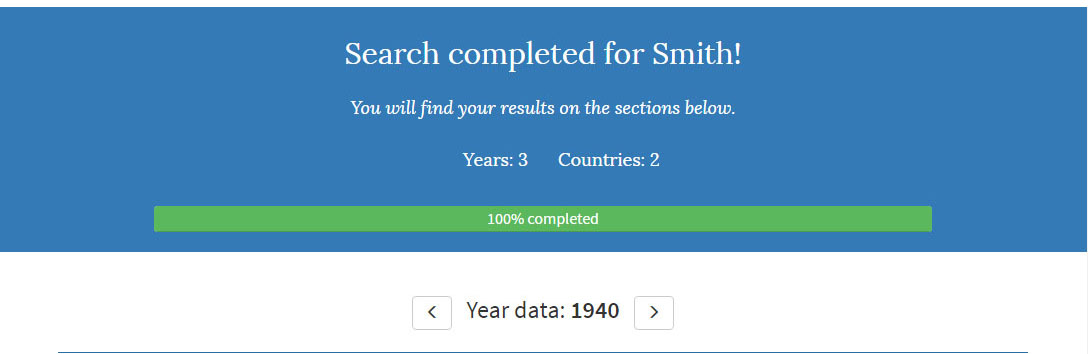 Search completed for Smith!
You will find your results on the sections below.
Years: 3 Countries: 2
100% completed
Year data: 1940